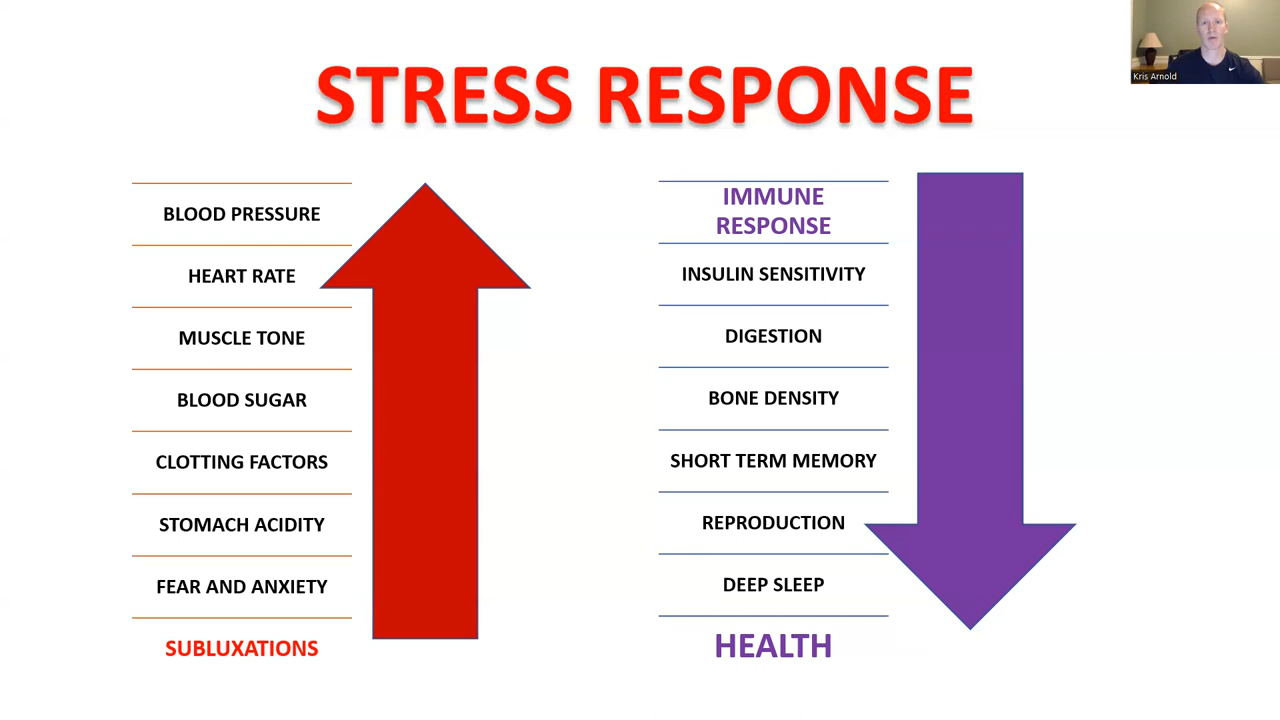 Kris Arnold
STRESS RESPONSE
BLOOD PRESSURE
HEART RATE
MUSCLE TONE
BLOOD SUGAR
CLOTTING FACTORS
STOMACH ACIDITY
FEAR AND ANXIETY
SUBLUXATIONS
IMMUNE
RESPONSE
INSULIN SENSITIVITY
DIGESTION
BONE DENSITY
SHORT TERM MEMORY
REPRODUCTION
DEEP SLEEP
HEALTH